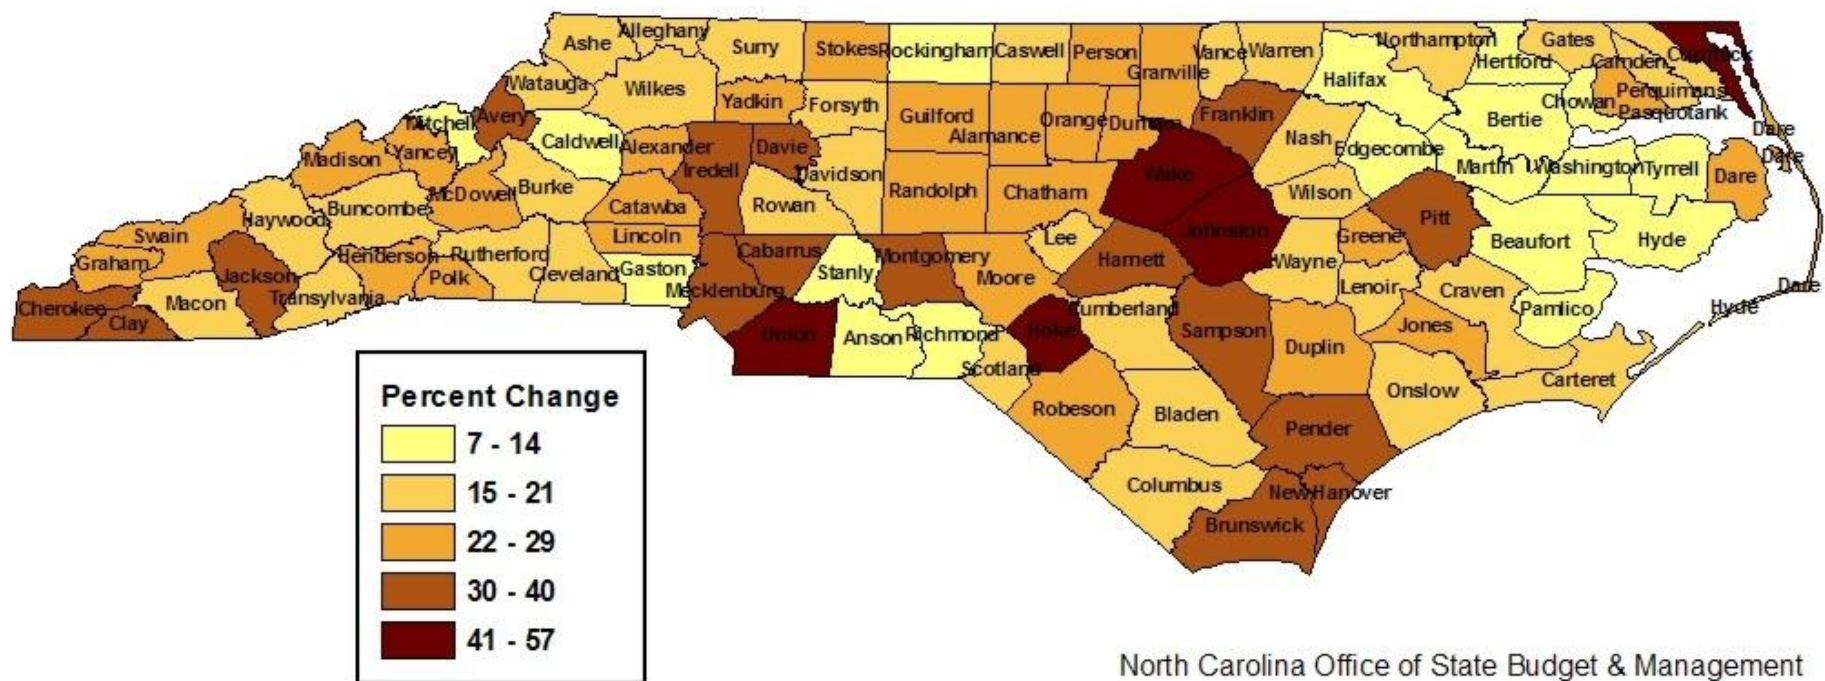 Ashe
Alleghany
Surry
Stokes
Rockingham
Caswell
Person
Granville
Vance
Warren
Northampton
Hertford
Gates
Camden
Currituck
Halifax
Watauga
Wilkes
Yadkin
Forsyth
Guilford
Alamance
Orange
Durham
Franklin
Nash
Edgecombe
Bertie
Chowan
Perquimans
Pasquotank
Mitchell
Avery
Caldwell
Alexander
Iredell
Davie
Davidson
Randolph
Chatham
Wake
Wilson
Martin
Washington
Tyrrell
Dare
Dare
Dare
Madison
Yancey
McDowell
Burke
Catawba
Rowan
Lincoln
Haywood
Buncombe
Swain
Graham
Jackson
Henderson
Polk
Rutherford
Cleveland
Gaston
Mecklenburg
Cabarrus
Stanly
Montgomery
Moore
Lee
Harnett
Johnston
Wayne
Greene
Pitt
Beaufort
Hyde
Cherokee
Clay
Macon
Transylvania
Union
Anson
Richmond
Scotland
Hoke
Cumberland
Sampson
Duplin
Lenoir
Jones
Craven
Pamlico
Hyde
Dare
Carteret
Onslow
Robeson
Bladen
Pender
Columbus
New Hanover
Brunswick
Percent Change
7 - 14
15 - 21
22 - 29
30 - 40
41 - 57
North Carolina Office of State Budget & Management